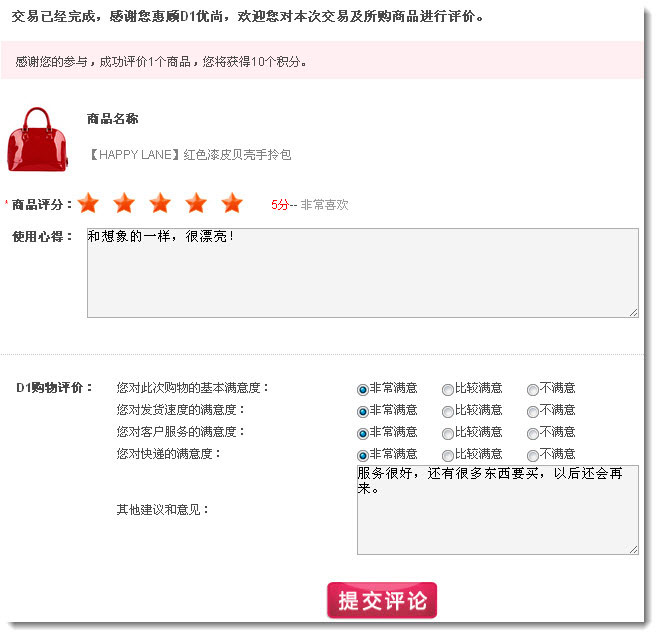 交易已经完成，感谢您惠顾D1优尚，欢迎您对本次交易及所购商品进行评价。
感谢您的参与，成功评价1个商品，您将获得10个积分。
商品名称
【HAPPY LANE】红色漆皮贝壳手拎包
* 商品评分： 5分-- 非常喜欢
使用心得： 和想象的一样，很漂亮！
D1购物评价： 您对此次购物的基本满意度： 非常满意 比较满意 不满意
您对发货速度的满意度： 非常满意 比较满意 不满意
您对客户服务的满意度： 非常满意 比较满意 不满意
您对快递的满意度： 非常满意 比较满意 不满意
服务很好，还有很多东西要买，以后还会再
来。
其他建议和意见：
提交评论